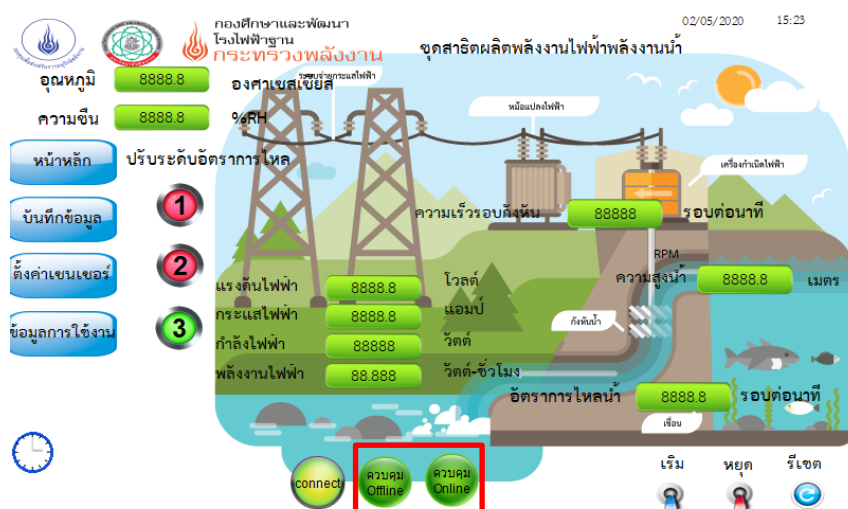 กองศึกษาและพัฒนา
โรงไฟฟ้าฐาน
กระทรวงพลังงาน
02/05/2020 15:23
ชุดสาธิตผลิตพลังงานไฟฟ้าพลังงานน้ำ
อุณหภูมิ 8888.8 องศาเซลเซียส
ระบบจ่ายกระแสไฟฟ้า
ความชืน 8888.8 %RH
หม้อแปลงไฟฟ้า
หน้าหลัก ปรับระดับอัตราการไหล
เครื่องกำเนิดไฟฟ้า
1
บันทึกข้อมูล
ความเร็วรอบกังหัน 88888 รอบต่อนาที
RPM
2
ตั้งค่าเซนเซอร์
แรงดันไฟฟ้า 8888.8 โวลต์
ความสูงน้ำ 8888.8 เมตร
กระแสไฟฟ้า 8888.8 แอมป์
3
ข้อมูลการใช้งาน
กังหันน้ำ
กำลังไฟฟ้า 88888 วัตต์
พลังงานไฟฟ้า 88.888 วัตต์-ชั่วโมง
อัตราการไหลน้ำ 8888.8 รอบต่อนาที
เขื่อน
connect
ควบคุม
Offline
ควบคุม
Online
เริ่ม หยุด รีเซต